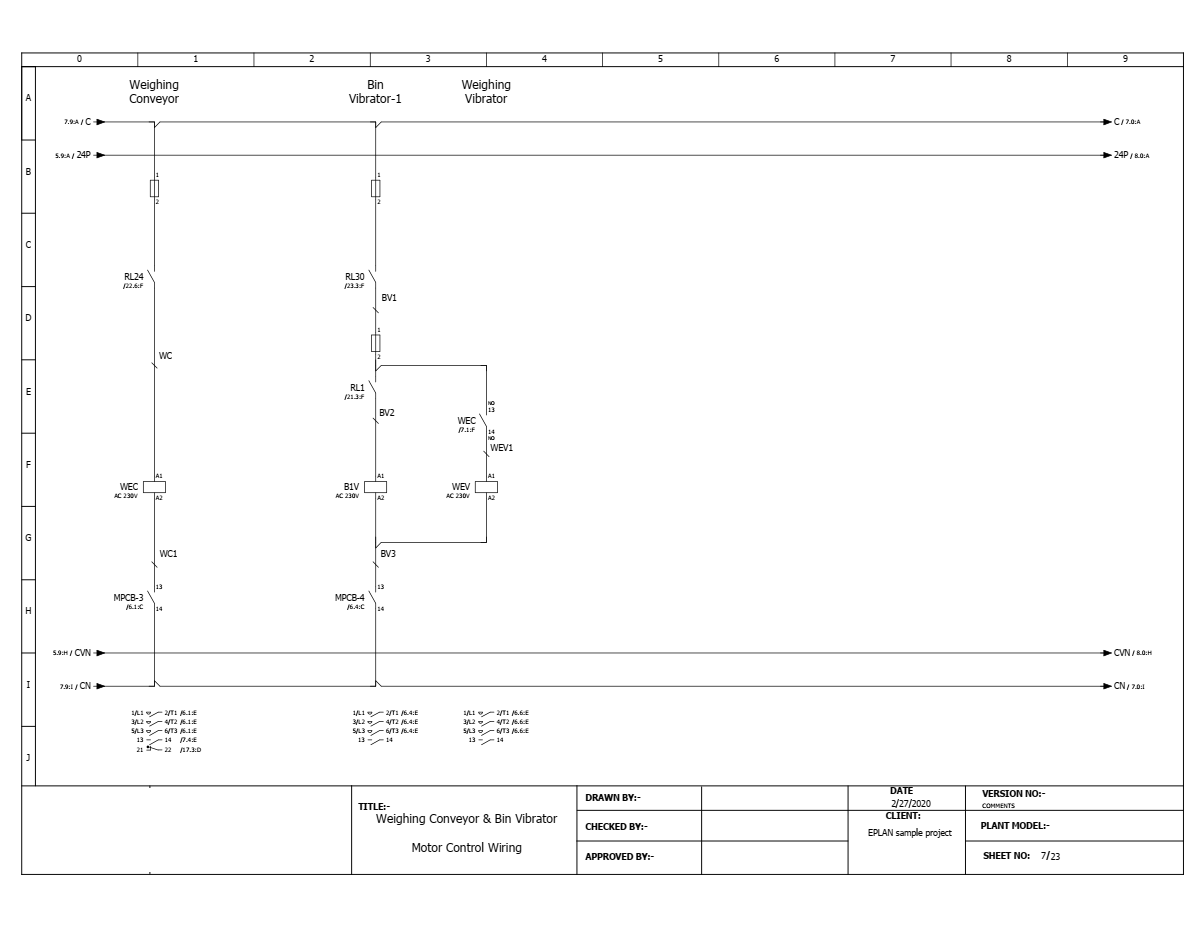 0 1 2 3 4 5 6 7 8 9
Weighing Conveyor
Bin Vibrator-1
Weighing Vibrator
A
7.9:A / C
C / 7.0:A
5.9:A / 24P
24P / 8.0:A
B
1 1
2 2
C
RL24
/22.6:F
RL30
/23.3:F
BV1
D
1
2
WC
E
RL1
/21.3:F
NO
13
BV2
WEC
/7.1:F
14
NO
WEV1
F
A1 A1 A1
WEC
AC 230V
B1V
AC 230V
WEV
AC 230V
A2 A2 A2
G
WC1
BV3
13 13
MPCB-3
/6.1:C
MPCB-4
/6.4:C
14 14
H
5.9:H / CVN
CVN / 8.0:H
I
7.9:I / CN
CN / 7.0:I
1/L1 2/T1 /6.1:E
3/L2 4/T2 /6.1:E
5/L3 6/T3 /6.1:E
13 14 /7.4:E
21 22 /17.3:D
1/L1 2/T1 /6.4:E
3/L2 4/T2 /6.4:E
5/L3 6/T3 /6.4:E
13 14
1/L1 2/T1 /6.6:E
3/L2 4/T2 /6.6:E
5/L3 6/T3 /6.6:E
13 14
J
TITLE:-
Weighing Conveyor & Bin Vibrator
Motor Control Wiring
DRAWN BY:-
CHECKED BY:-
APPROVED BY:-
DATE
2/27/2020
CLIENT:
EPLAN sample project
VERSION NO:-
COMMENTS
PLANT MODEL:-
SHEET NO: 7/23